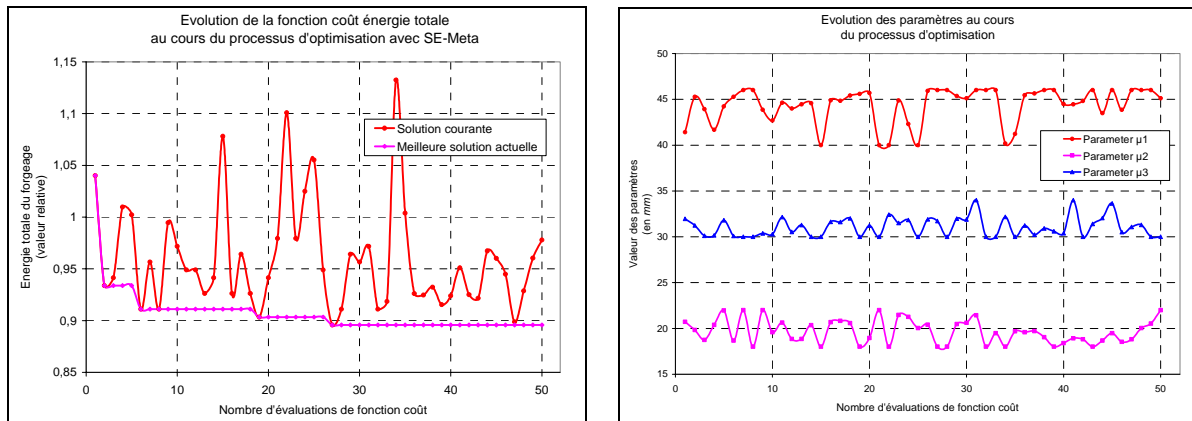 Evolution de la fonction coût énergie totale
au cours du processus d'optimisation avec SE-Meta
1,15
1,1
1,05
1
0,95
0,9
0,85
Energie totale du forgeage
(valeur relative)
Solution courante
Meilleure solution actuelle
0
10
20
30
40
50
Nombre d'évaluations de fonction coût
Evolution des paramètres au cours
du processus d'optimisation
50
45
40
35
30
25
20
15
Valeur des paramètres
(en mm)
Parameter µ1
Parameter µ2
Parameter µ3
0
10
20
30
40
50
Nombre d'évaluations de fonction coût